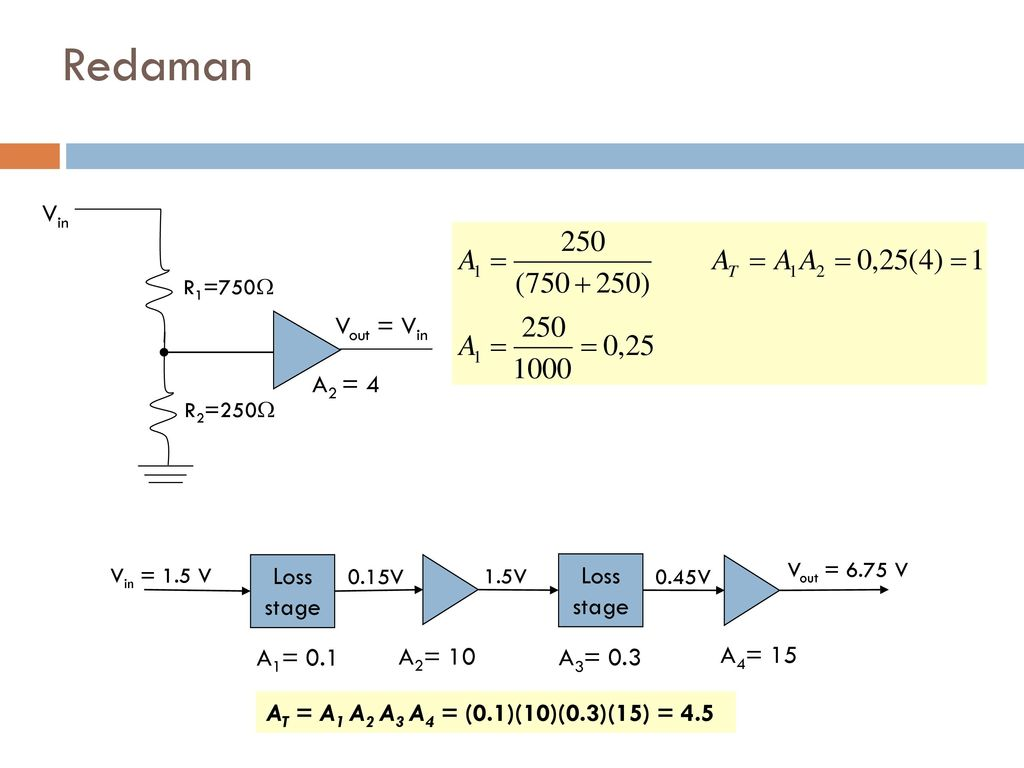 Redaman
Vin
R1=750Ω
Vout = Vin
A2 = 4
R2=250Ω
A1 = 250 / (750 + 250)
A1 = 250 / 1000 = 0,25
AT = A1A2 = 0,25(4) = 1
Vin = 1.5 V
Loss
stage
0.15V
1.5V
Loss
stage
0.45V
Vout = 6.75 V
A1= 0.1
A2= 10
A3= 0.3
A4= 15
AT = A1 A2 A3 A4 = (0.1)(10)(0.3)(15) = 4.5